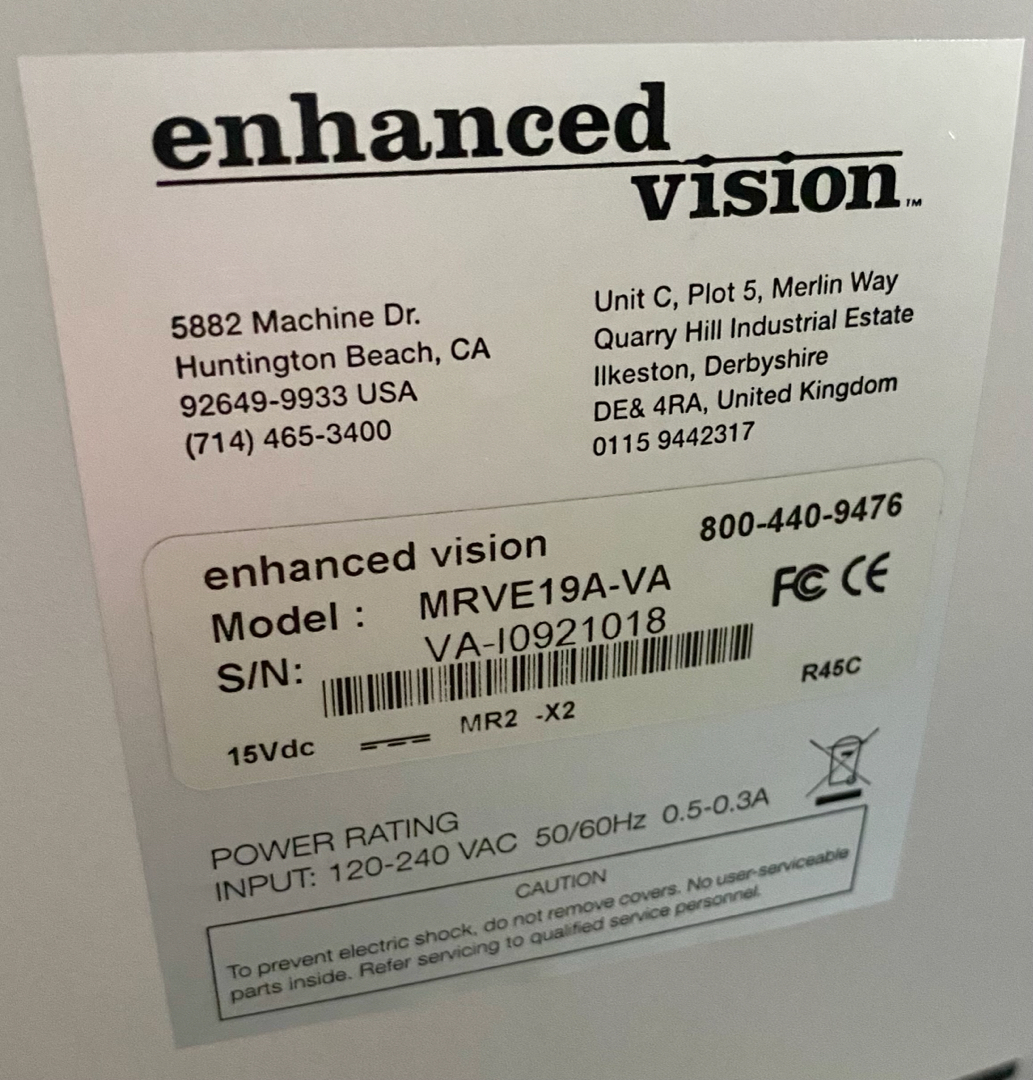 enhanced
vision™
5882 Machine Dr.
Huntington Beach, CA
92649-9933 USA
(714) 465-3400
Unit C, Plot 5, Merlin Way
Quarry Hill Industrial Estate
Ilkeston, Derbyshire
DE& 4RA, United Kingdom
0115 9442317
enhanced vision 800-440-9476
Model : MRVE19A-VA FC CE
S/N: VA-I0921018
R45C
15Vdc MR2 -X2
POWER RATING
INPUT: 120-240 VAC 50/60Hz 0.5-0.3A
CAUTION
To prevent electric shock, do not remove covers. No user-serviceable
parts inside. Refer servicing to qualified service personnel.